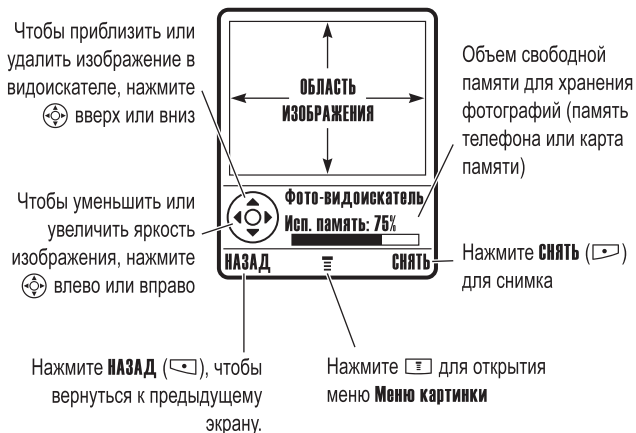 Чтобы приблизить или
удалить изображение в
видоискателе, нажмите
вверх или вниз
ОБЛАСТЬ
ИЗОБРАЖЕНИЯ
Объем свободной
памяти для хранения
фотографий (память
телефона или карта
памяти)
Чтобы уменьшить или
увеличить яркость
изображения, нажмите
влево или вправо
Фото-видоискатель
Исп. память: 75%
НАЗАД
СНЯТЬ
Нажмите СНЯТЬ ( )
для снимка
Нажмите НАЗАД ( ), чтобы
вернуться к предыдущему
экрану.
Нажмите для открытия
меню Меню картинки